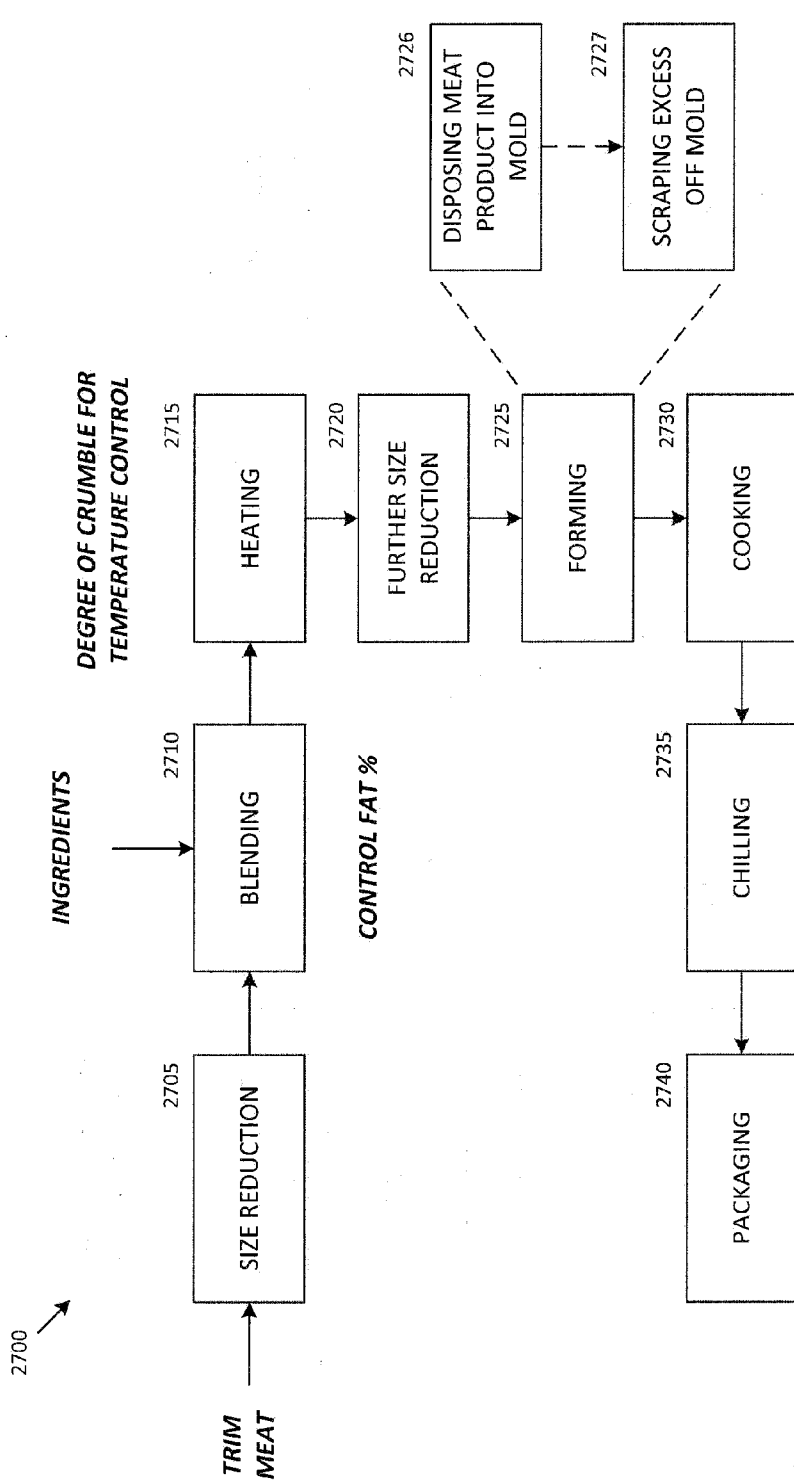 2700
TRIM
MEAT
2705
SIZE REDUCTION
INGREDIENTS
2710
BLENDING
CONTROL FAT %
DEGREE OF CRUMBLE FOR
TEMPERATURE CONTROL
2715
HEATING
2720
FURTHER SIZE
REDUCTION
2725
FORMING
2726
DISPOSING MEAT
PRODUCT INTO
MOLD
2727
SCRAPING EXCESS
OFF MOLD
2730
COOKING
2735
CHILLING
2740
PACKAGING